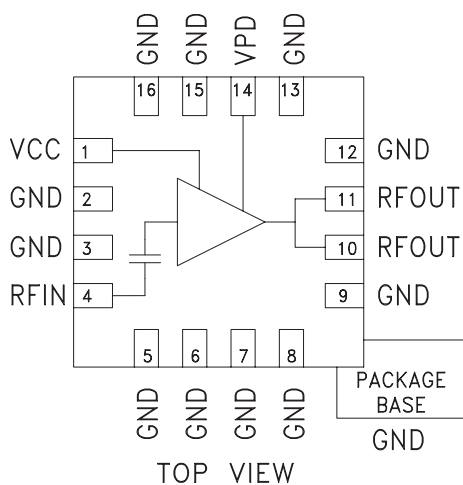 GND GND VPD GND
16 15 14 13
VCC 1 12 GND
GND 2 11 RFOUT
GND 3 10 RFOUT
RFIN 4 9 GND
5 6 7 8
GND GND GND GND
PACKAGE
BASE
GND
TOP VIEW